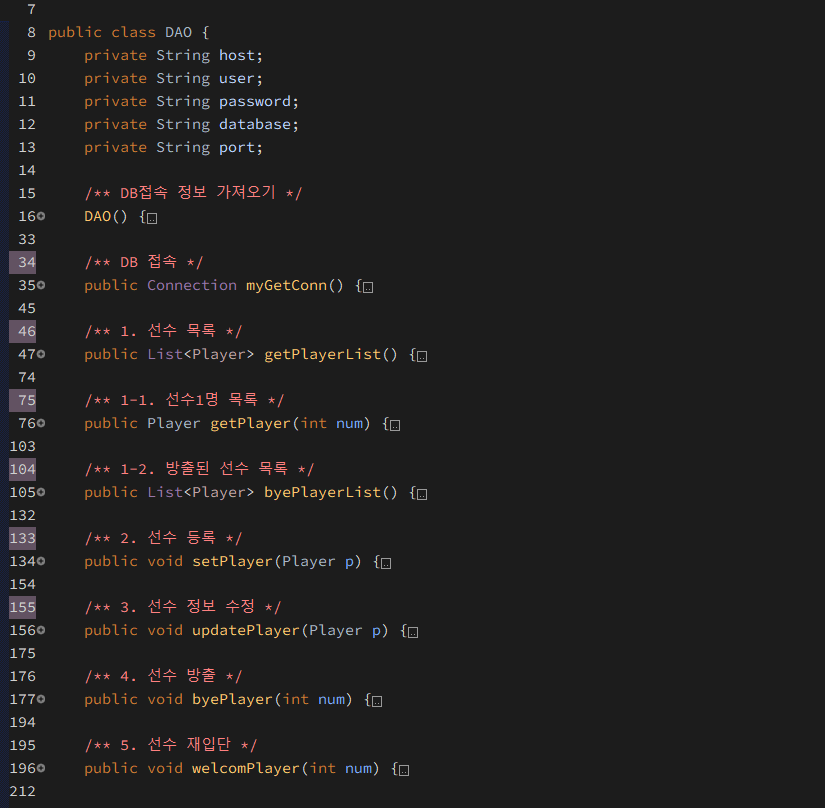 7
8 public class DAO {
9 private String host;
10 private String user;
11 private String password;
12 private String database;
13 private String port;
14
15 /** DB접속 정보 가져오기 */
16 DAO() {
33
34 /** DB 접속 */
35 public Connection myGetConn() {
45
46 /** 1. 선수 목록 */
47 public List<Player> getPlayerList() {
74
75 /** 1-1. 선수1명 목록 */
76 public Player getPlayer(int num) {
103
104 /** 1-2. 방출된 선수 목록 */
105 public List<Player> byePlayerList() {
132
133 /** 2. 선수 등록 */
134 public void setPlayer(Player p) {
154
155 /** 3. 선수 정보 수정 */
156 public void updatePlayer(Player p) {
175
176 /** 4. 선수 방출 */
177 public void byePlayer(int num) {
194
195 /** 5. 선수 재입단 */
196 public void welcomPlayer(int num) {
212